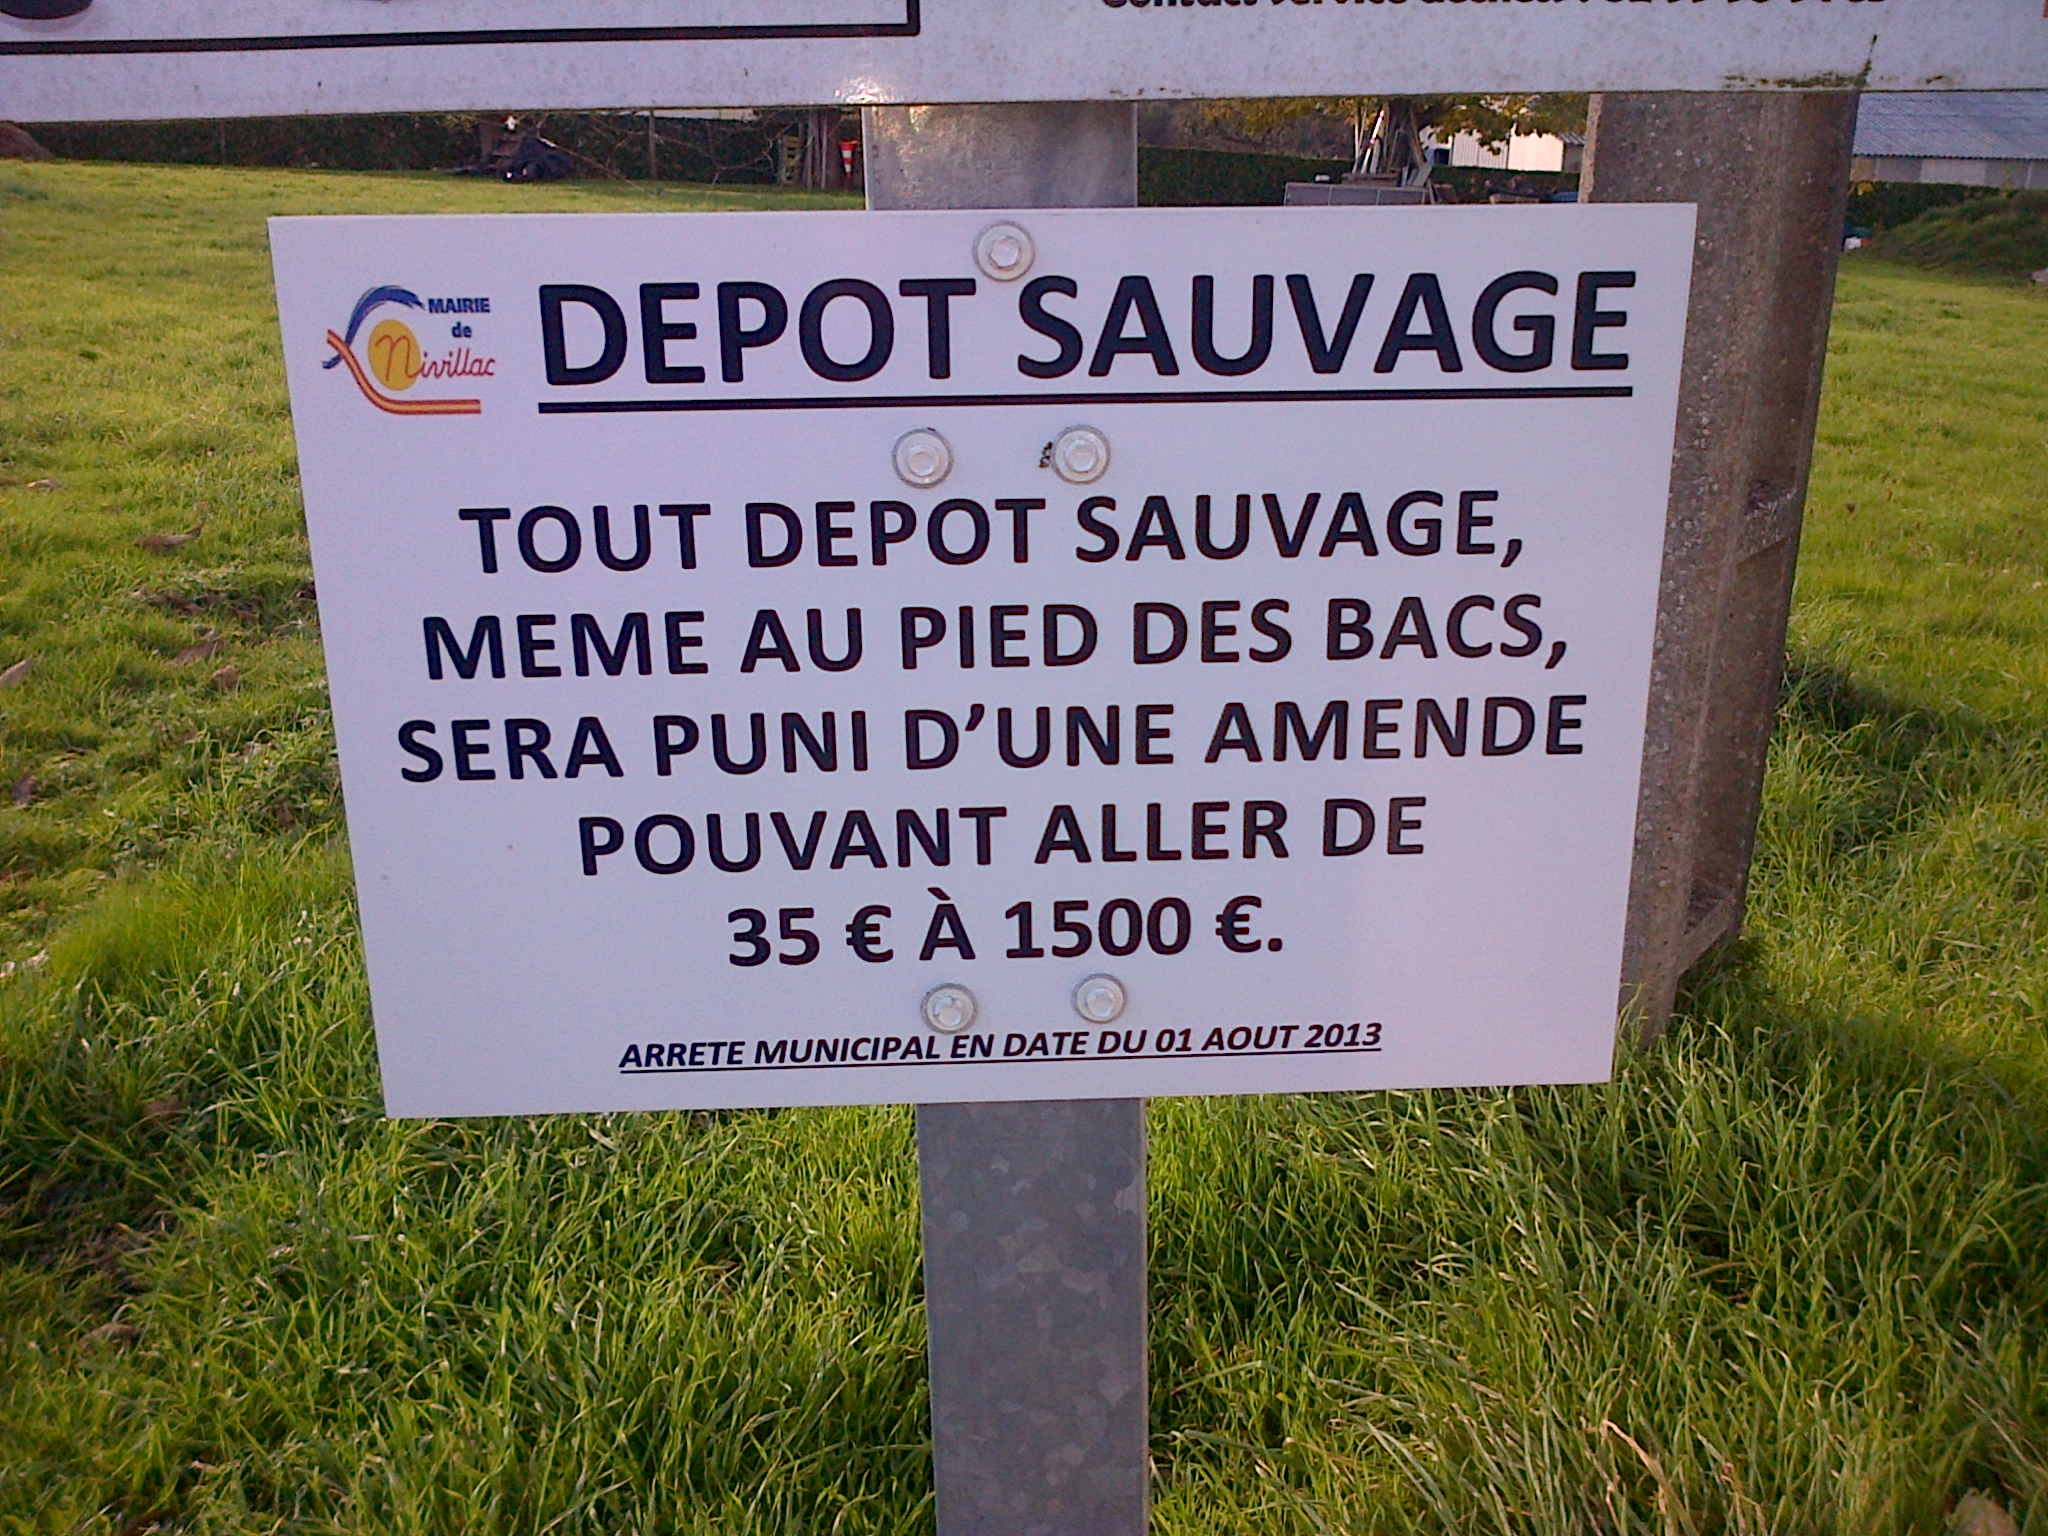 MAIRIE
de
Nivillac
DEPOT SAUVAGE
TOUT DEPOT SAUVAGE,
MEME AU PIED DES BACS,
SERA PUNI D’UNE AMENDE
POUVANT ALLER DE
35 € À 1500 €.
ARRETE MUNICIPAL EN DATE DU 01 AOUT 2013